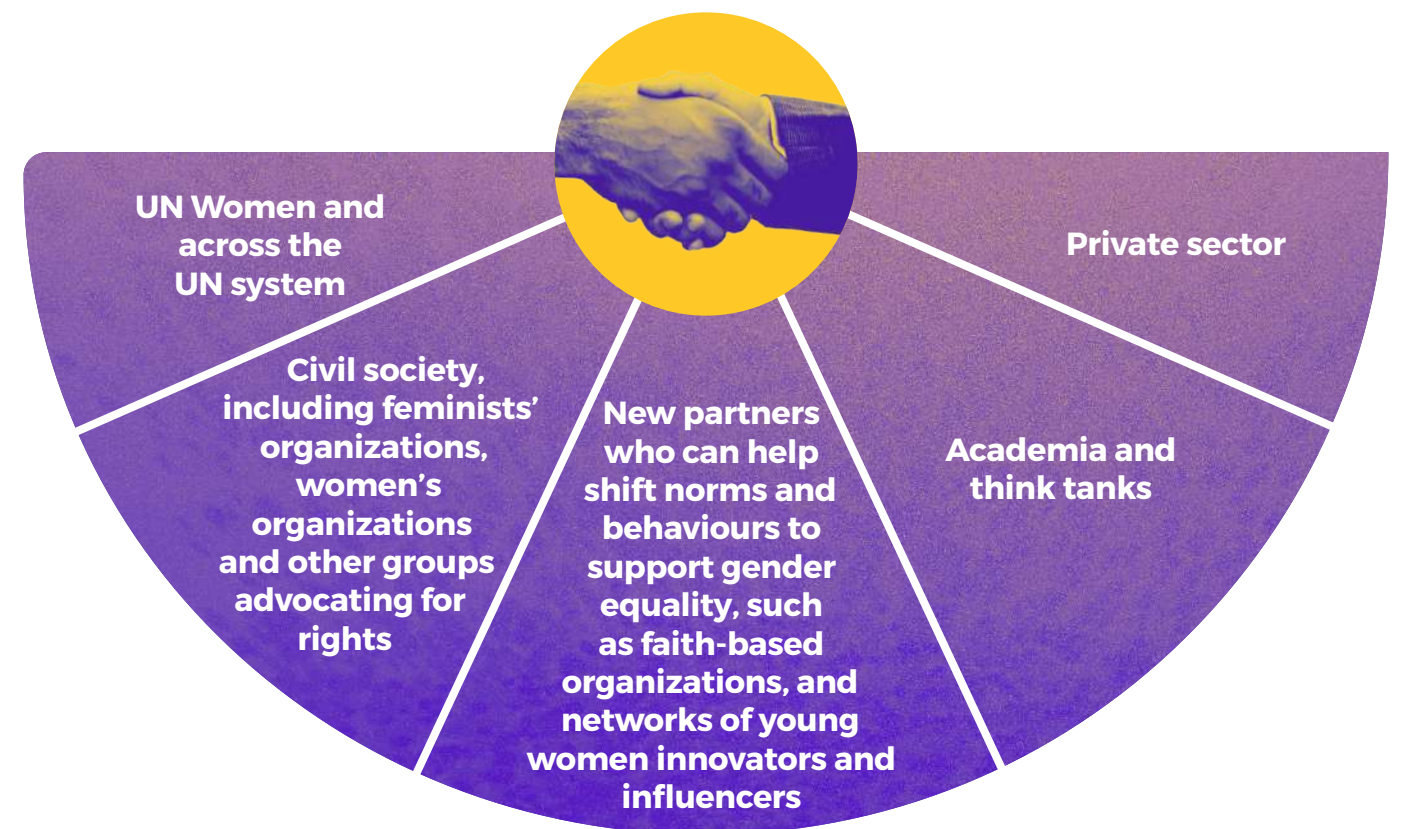 UN Women and
across the
UN system
Civil society,
including feminists’
organizations,
women’s
organizations
and other groups
advocating for
rights
New partners
who can help
shift norms and
behaviours to
support gender
equality, such
as faith-based
organizations, and
networks of young
women innovators and
influencers
Academia and
think tanks
Private sector